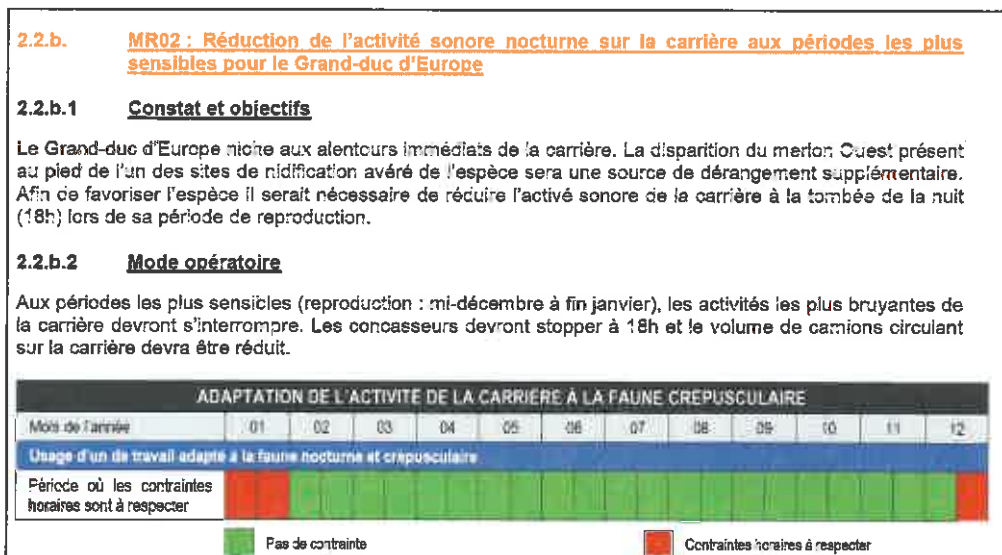 2.2.b. MR02 : Réduction de l'activité sonore nocturne sur la carrière aux périodes les plus
sensibles pour le Grand-duc d'Europe
2.2.b.1 Constat et objectifs
Le Grand-duc d'Europe niche aux alentours immédiats de la carrière. La disparition du merlon Ouest présent
au pied de l'un des sites de nidification avéré de l'espèce sera une source de dérangement supplémentaire.
Afin de favoriser l'espèce il serait nécessaire de réduire l'activé sonore de la carrière à la tombée de la nuit
(18h) lors de sa période de reproduction.
2.2.b.2 Mode opératoire
Aux périodes les plus sensibles (reproduction : mi-décembre à fin janvier), les activités les plus bruyantes de
la carrière devront s'interrompre. Les concasseurs devront stopper à 18h et le volume de camions circulant
sur la carrière devra être réduit.
ADAPTATION DE L'ACTIVITE DE LA CARRIÈRE À LA FAUNE CREPUSCULAIRE
Mois de l'année 01 02 03 04 05 06 07 08 09 10 11 12
Usage d'un de travail adapté à la faune nocturne et crépusculaire
Période où les contraintes
horaires sont à respecter
Pas de contrainte Contraintes horaires à respecter